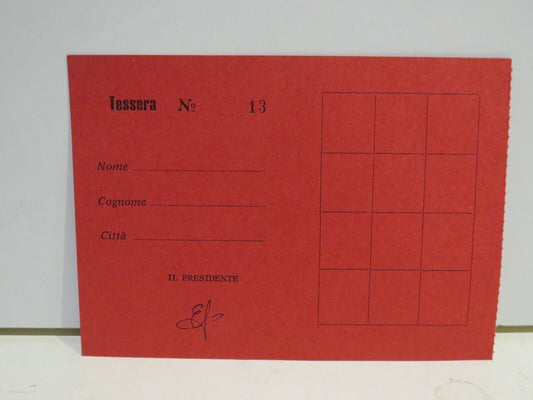 Tessera № 13
Nome
Cognome
Città
IL PRESIDENTE